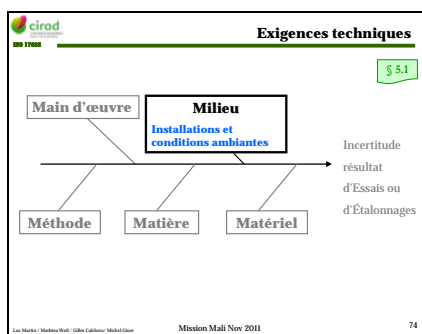 cirad
ISO 17025
Exigences techniques
§ 5.1
Main d'œuvre
Milieu
Installations et
conditions ambiantes
Incertitude
résultat
d'Essais ou
d'Étalonnages
Méthode
Matière
Matériel
Mission Mali Nov 2011
74